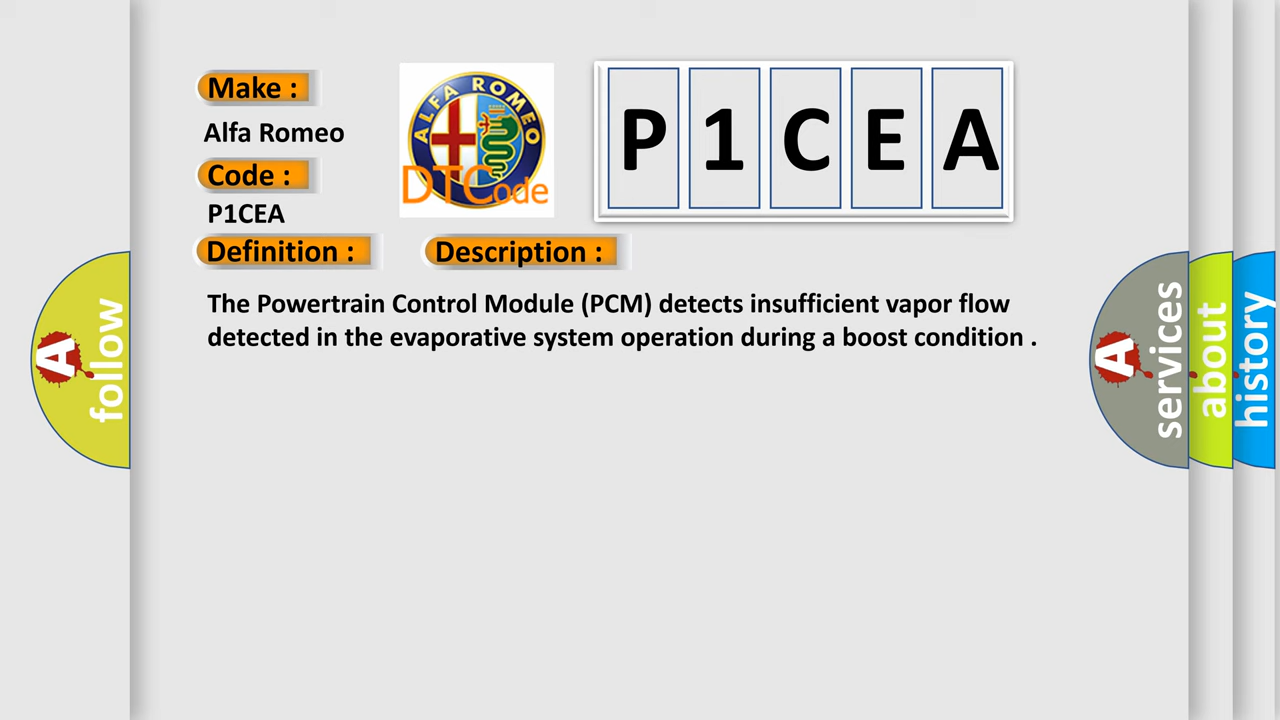 Make :
Alfa Romeo
Code :
P1CEA
Definition :
Description :
The Powertrain Control Module (PCM) detects insufficient vapor flow
detected in the evaporative system operation during a boost condition .
ALFA ROMEO
DTCode
P 1 C E A
A
follow
A
services
about
history